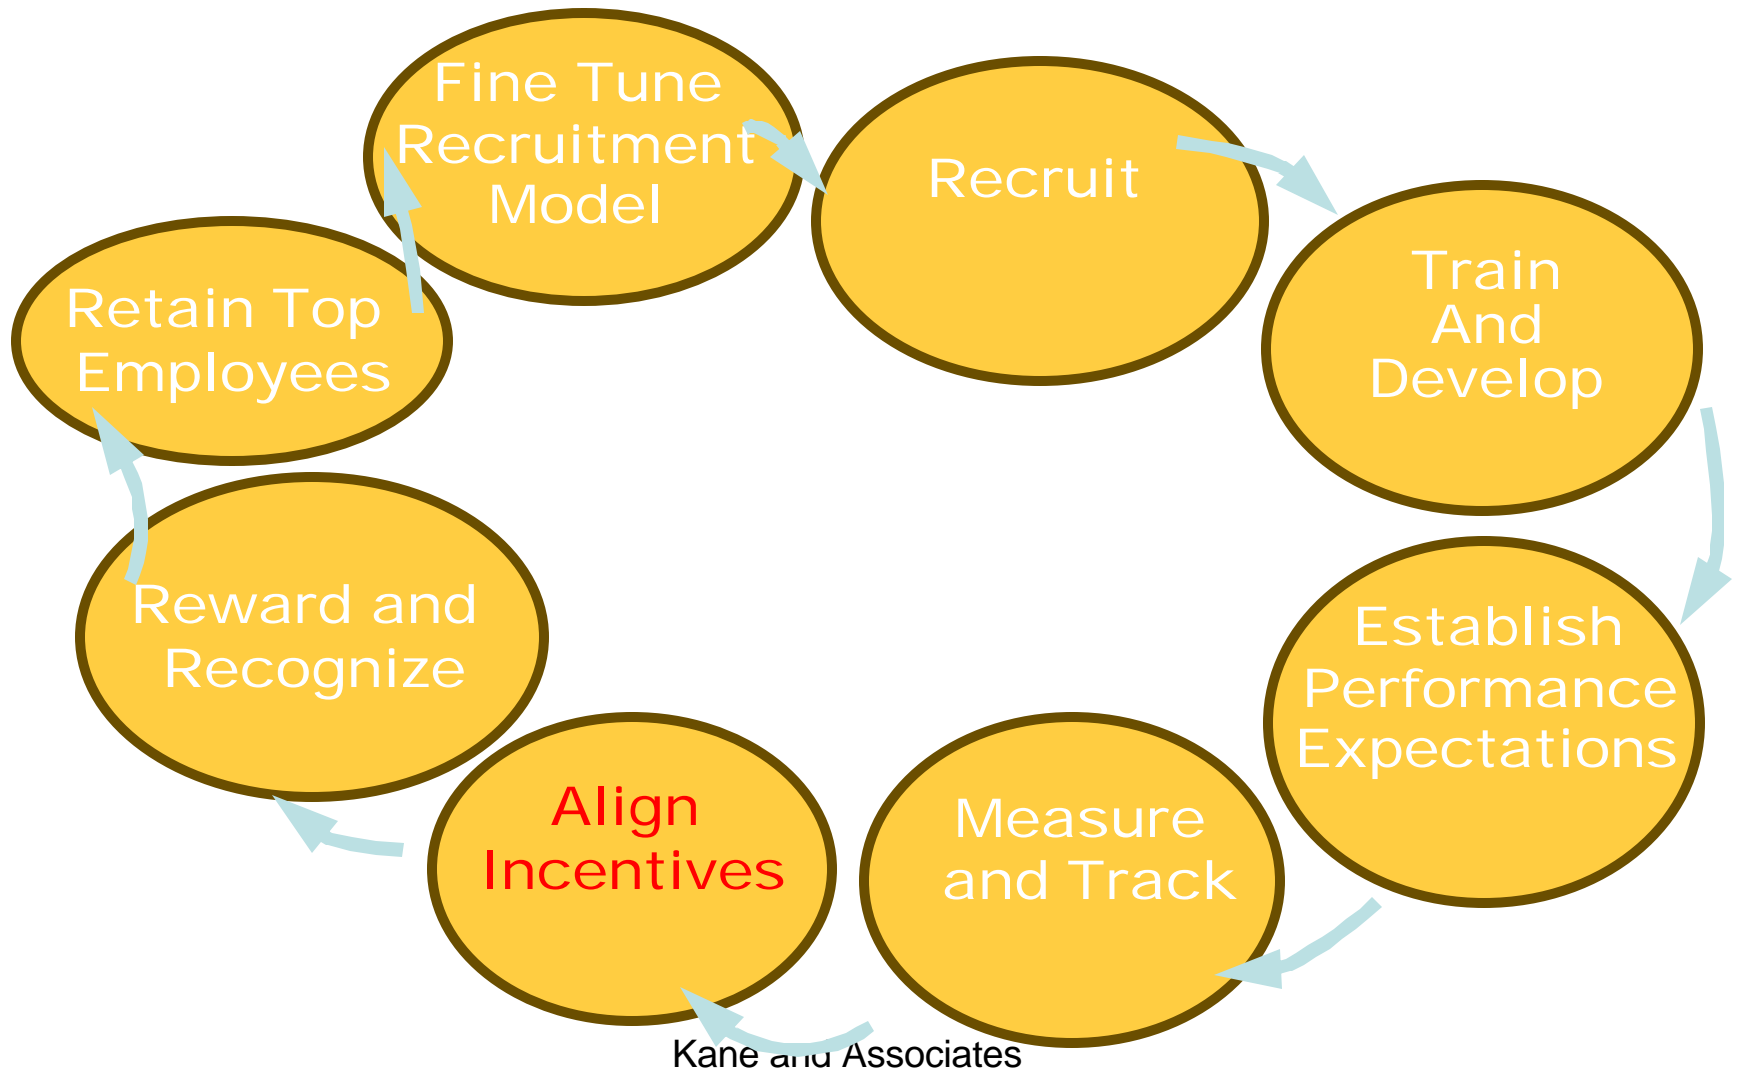 Fine Tune
Recruitment
Model
Recruit
Train
And
Develop
Establish
Performance
Expectations
Measure
and Track
Align
Incentives
Reward and
Recognize
Retain Top
Employees
Kane and Associates